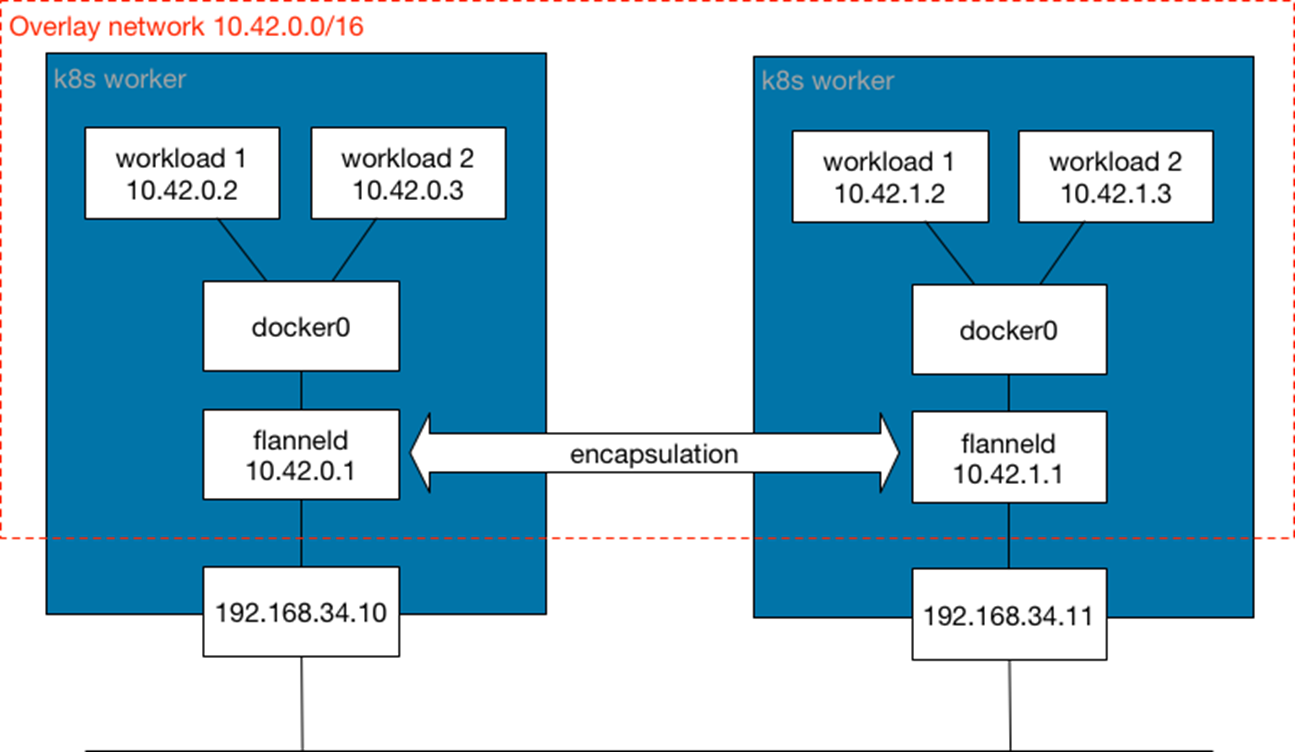 Overlay network 10.42.0.0/16
k8s worker
workload 1
10.42.0.2
workload 2
10.42.0.3
docker0
flanneld
10.42.0.1
192.168.34.10
encapsulation
k8s worker
workload 1
10.42.1.2
workload 2
10.42.1.3
docker0
flanneld
10.42.1.1
192.168.34.11